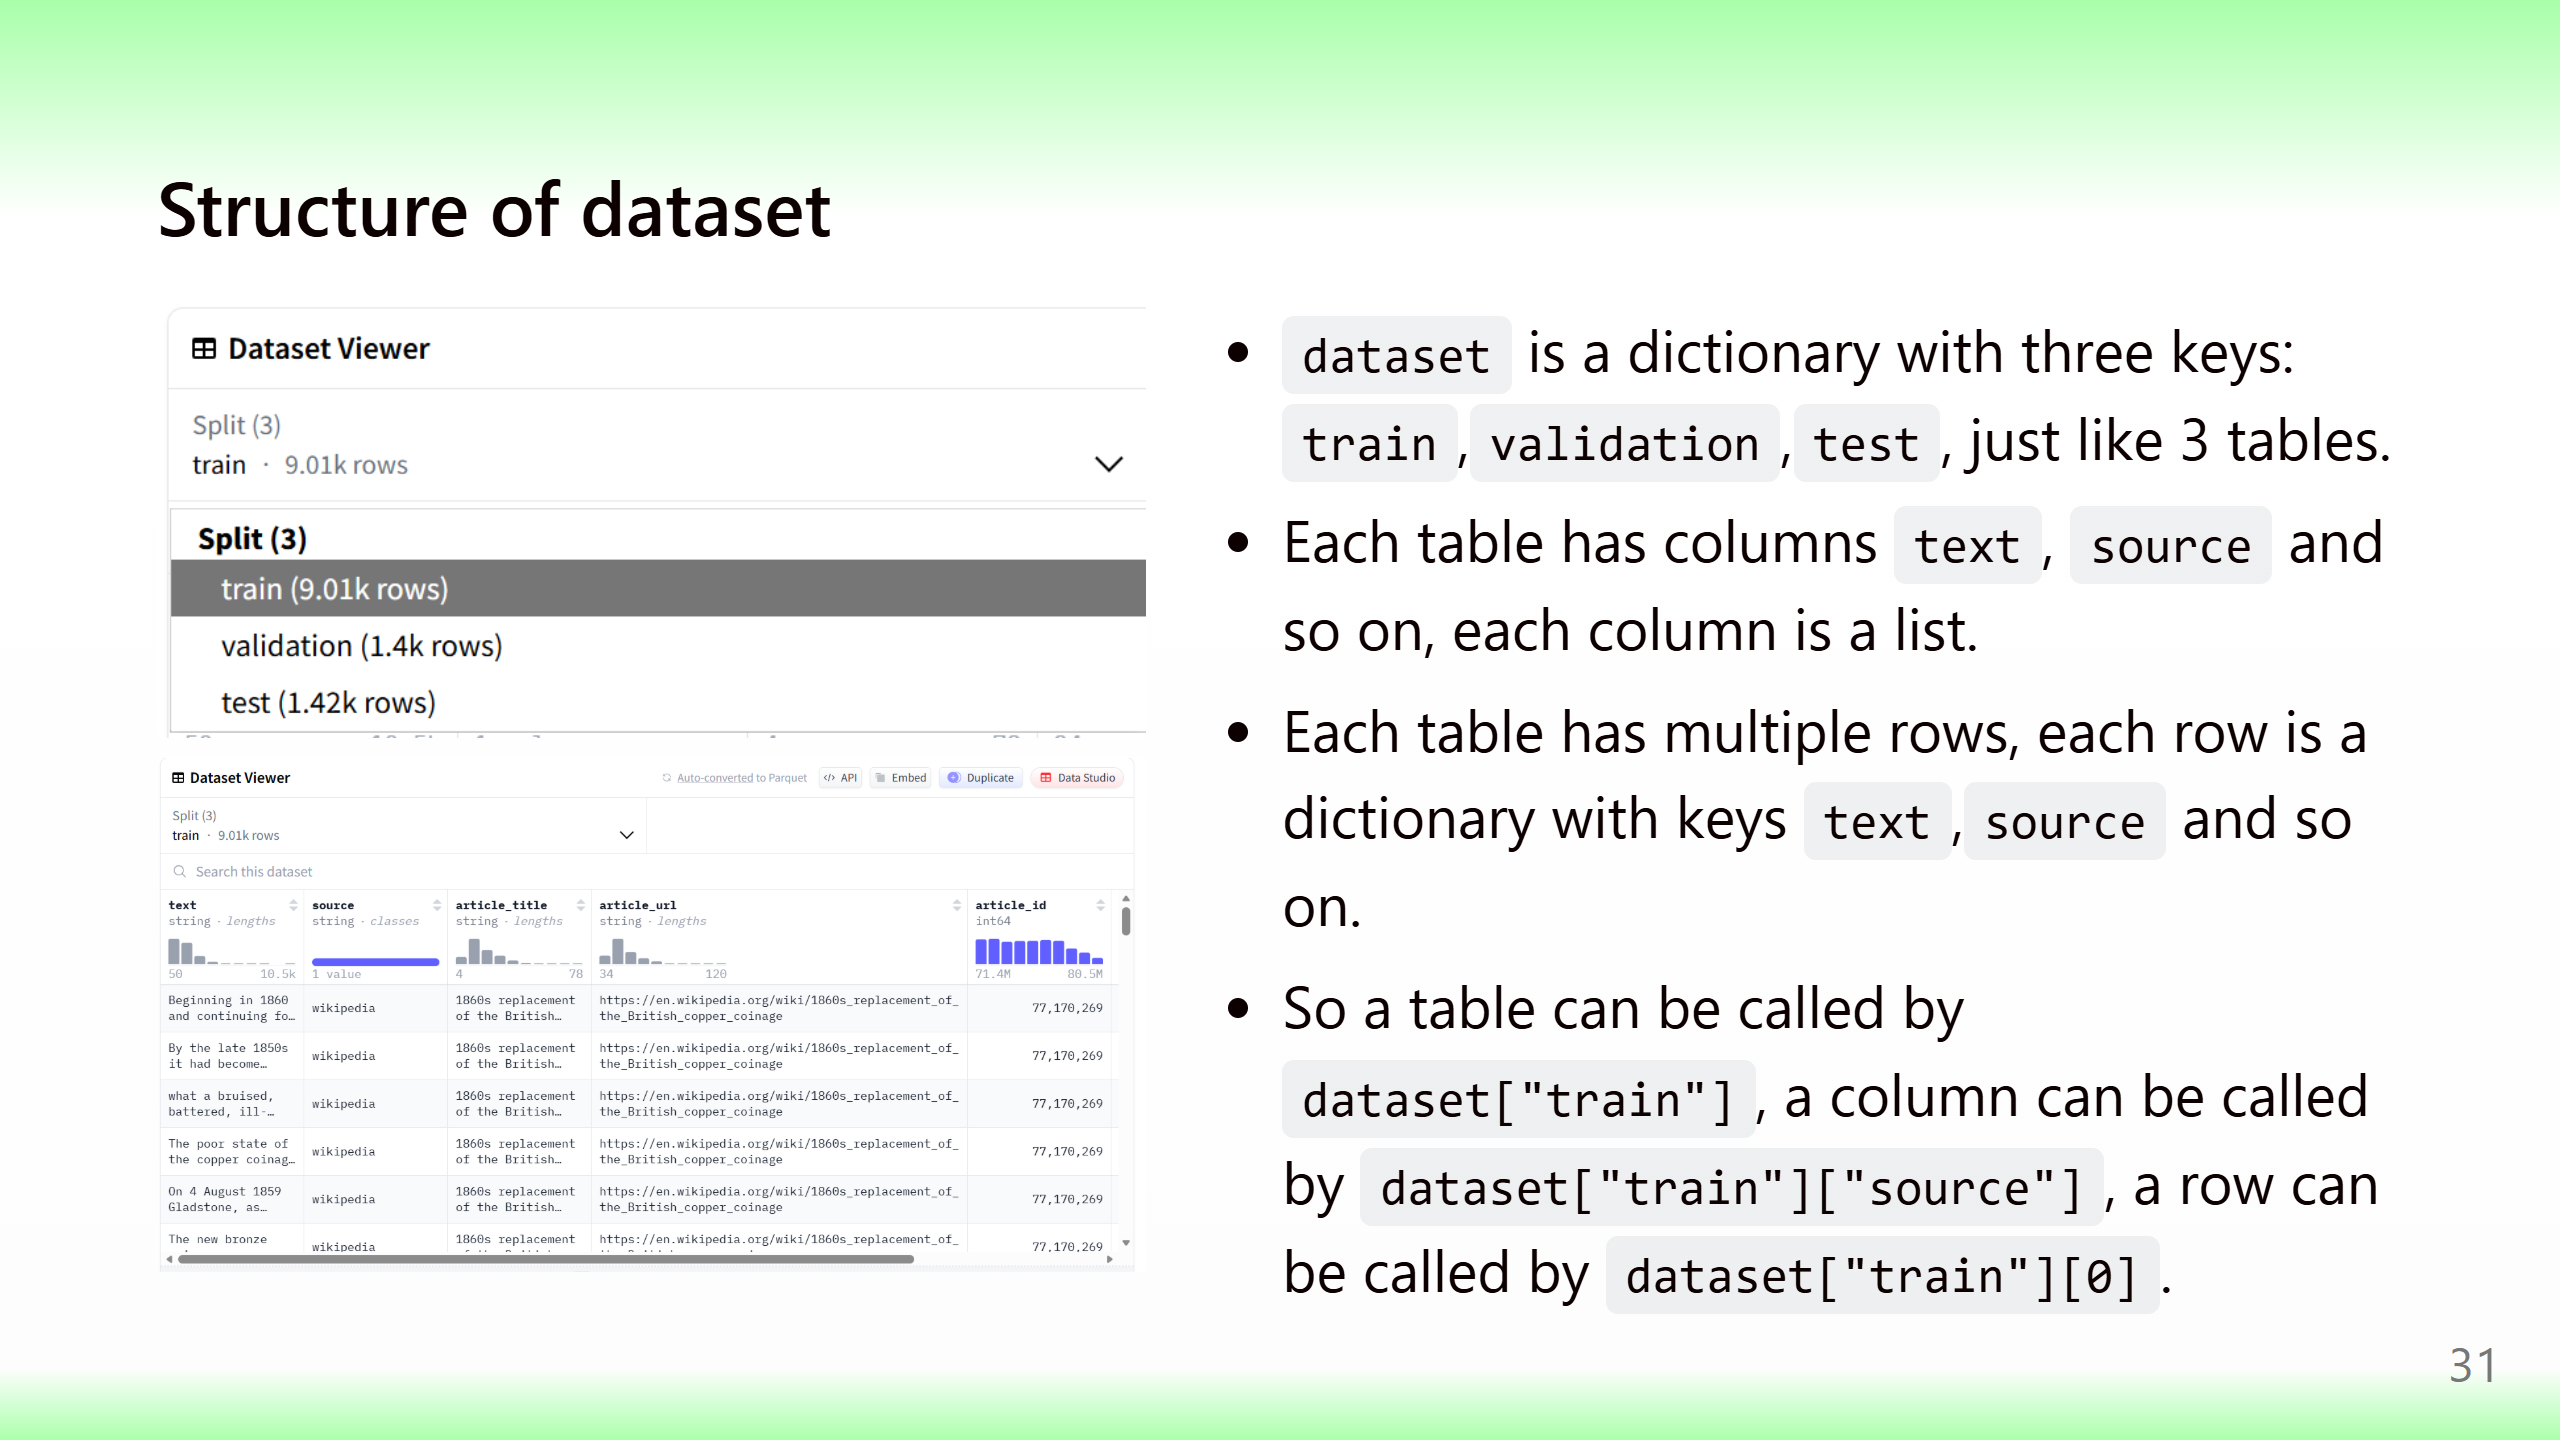 Structure of dataset
Dataset Viewer
Split (3)
train · 9.01k rows
Split (3)
train (9.01k rows)
validation (1.4k rows)
test (1.42k rows)
Dataset Viewer
Auto-converted to Parquet
</> API
Embed
Duplicate
Data Studio
Split (3)
train · 9.01k rows
Search this dataset
text source article_title article_url article_id
string · lengths string · classes string · lengths string · lengths int64
50 10.5k 1 value 4 78 34 120 71.4M 80.5M
Beginning in 1860 wikipedia 1860s replacement https://en.wikipedia.org/wiki/1860s_replacement_of_ 77,170,269
and continuing fo… of the British… the_British_copper_coinage
By the late 1850s wikipedia 1860s replacement https://en.wikipedia.org/wiki/1860s_replacement_of_ 77,170,269
it had become… of the British… the_British_copper_coinage
what a bruised, wikipedia 1860s replacement https://en.wikipedia.org/wiki/1860s_replacement_of_ 77,170,269
battered, ill-… of the British… the_British_copper_coinage
The poor state of wikipedia 1860s replacement https://en.wikipedia.org/wiki/1860s_replacement_of_ 77,170,269
the copper coinag… of the British… the_British_copper_coinage
On 4 August 1859 wikipedia 1860s replacement https://en.wikipedia.org/wiki/1860s_replacement_of_ 77,170,269
Gladstone, as… of the British… the_British_copper_coinage
The new bronze wikipedia 1860s replacement https://en.wikipedia.org/wiki/1860s_replacement_of_ 77,170,269
• dataset is a dictionary with three keys:
train, validation, test, just like 3 tables.
• Each table has columns text, source and
so on, each column is a list.
• Each table has multiple rows, each row is a
dictionary with keys text, source and so
on.
• So a table can be called by
dataset["train"], a column can be called
by dataset["train"]["source"], a row can
be called by dataset["train"][0].
31